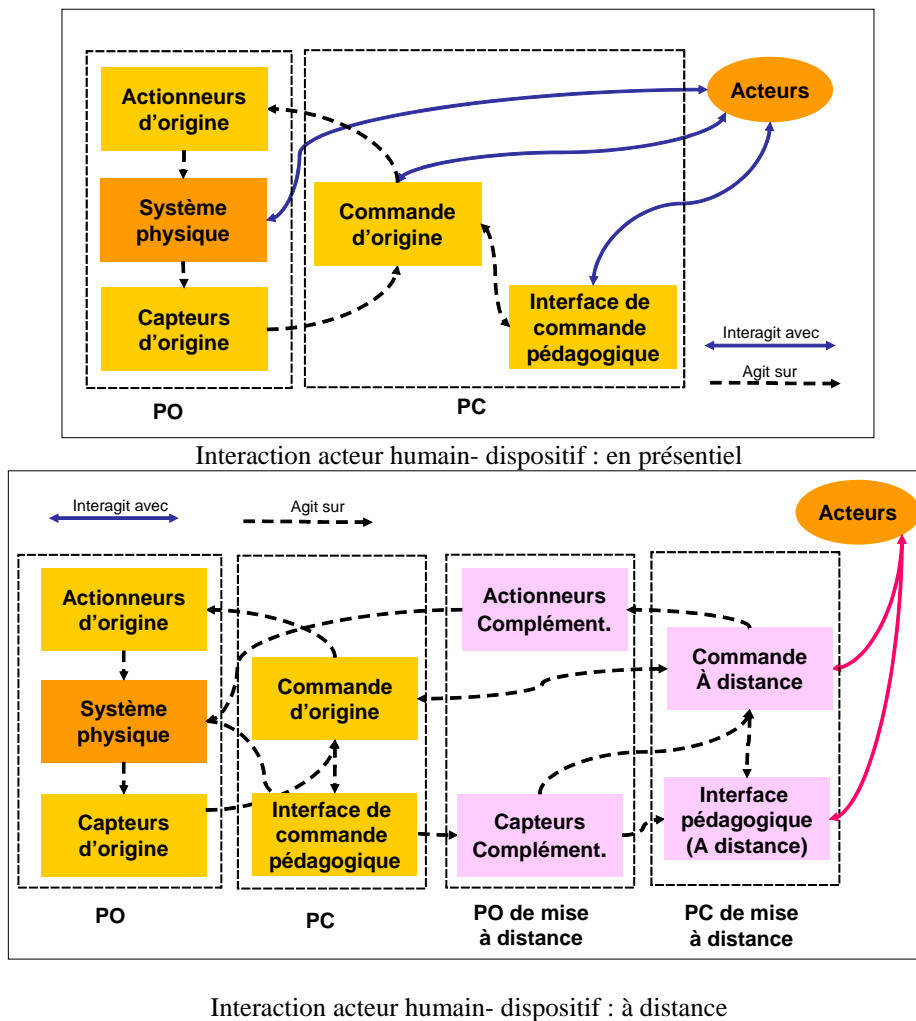 Actionneurs
d'origine
Système
physique
Capteurs
d'origine
PO
Commande
d'origine
Interface de
commande
pédagogique
PC
Acteurs
Interagit avec
Agit sur
Interaction acteur humain- dispositif : en présentiel
Interagit avec
Agit sur
Acteurs
Actionneurs
d'origine
Système
physique
Capteurs
d'origine
PO
Commande
d'origine
Interface de
commande
pédagogique
PC
Actionneurs
Complément.
Capteurs
Complément.
PO de mise
à distance
Commande
À distance
Interface
pédagogique
(A distance)
PC de mise
à distance
Interaction acteur humain- dispositif : à distance